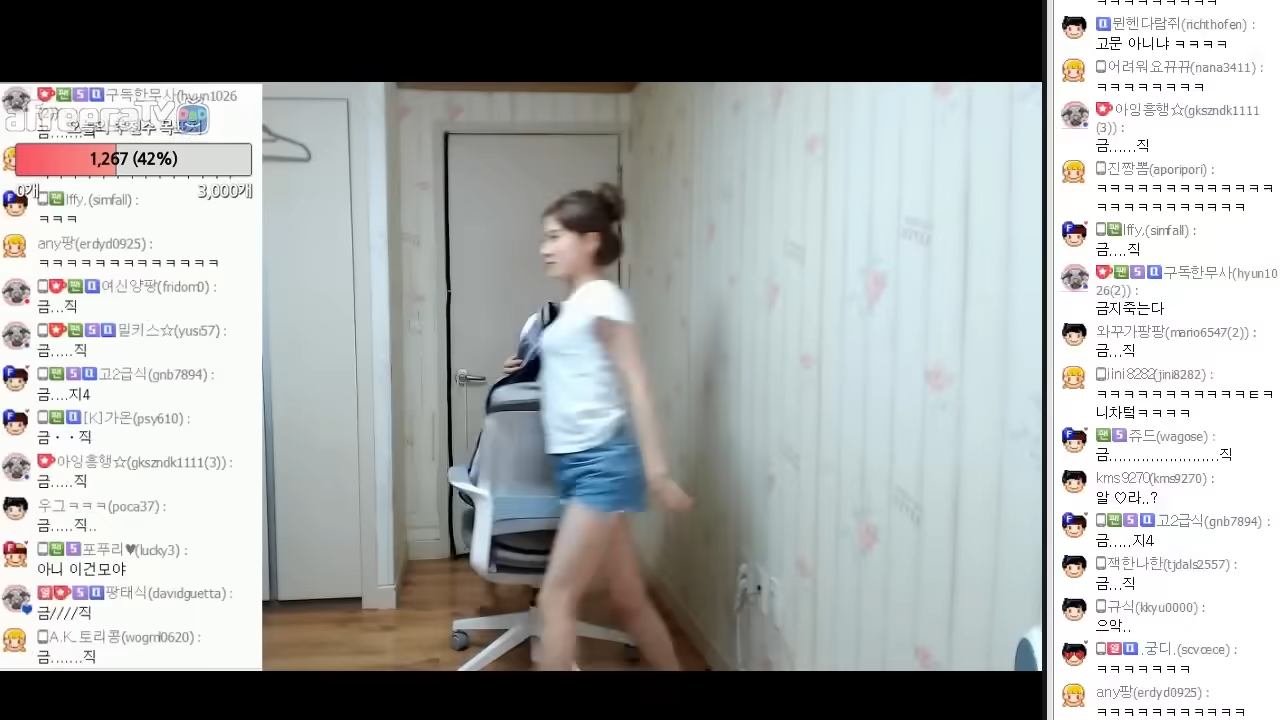 구독한무사(hyun1026
afreecaTV
1,267 (42%)
0개
3,000개
Iffy,(simfall) :
ㅋㅋㅋ
any팡(erdyd0925) :
ㅋㅋㅋㅋㅋㅋㅋㅋㅋㅋㅋㅋㅋ
여신양팡(fridom0) :
금...직
밀키스☆(yusi57) :
금.....직
고2급식(gnb7894) :
금....지4
[K]가온(psy610) :
금··직
아잉흥행☆(gkszndk1111(3)) :
금.....직
우그ㅋㅋㅋ(poca37) :
금.....직..
포푸리♥(lucky3) :
아니 이건모야
팡태식(davidguetta) :
금////직
A.K_토리콩(wogml0620) :
금.......직
뮌헨다람쥐(richthofen) :
고문 아니냐 ㅋㅋㅋㅋ
어려워요뀨뀨(nana3411) :
ㅋㅋㅋㅋㅋㅋㅋㅋ
아잉흥행☆(gkszndk1111
(3)) :
금......직
진짱뽐(aporipori) :
ㅋㅋㅋㅋㅋㅋㅋㅋㅋㅋㅋㅋㅋ
ㅋㅋㅋㅋㅋㅋㅋㅋㅋㅋㅋ
Iffy,(simfall) :
금....직
구독한무사(hyun10
26(2)) :
금지죽는다
와꾸가팡팡(mario6547(2)) :
금...직
jini8282(jini8282) :
ㅋㅋㅋㅋㅋㅋㅋㅋㅋㅋㅋㅌㅋ
니차털ㅋㅋㅋㅋ
쥬드(wagose) :
금.........................직
kms9270(kms9270) :
알 ♡라..?
고2급식(gnb7894) :
금.....지4
잭한나한(tjdals2557) :
금...직
규식(kkyu0000) :
으악..
.궁디.(scvœce) :
ㅋㅋㅋㅋㅋㅋㅋ
any팡(erdyd0925) :
ㅋㅋㅋㅋㅋㅋㅋㅋㅋㅋㅋ